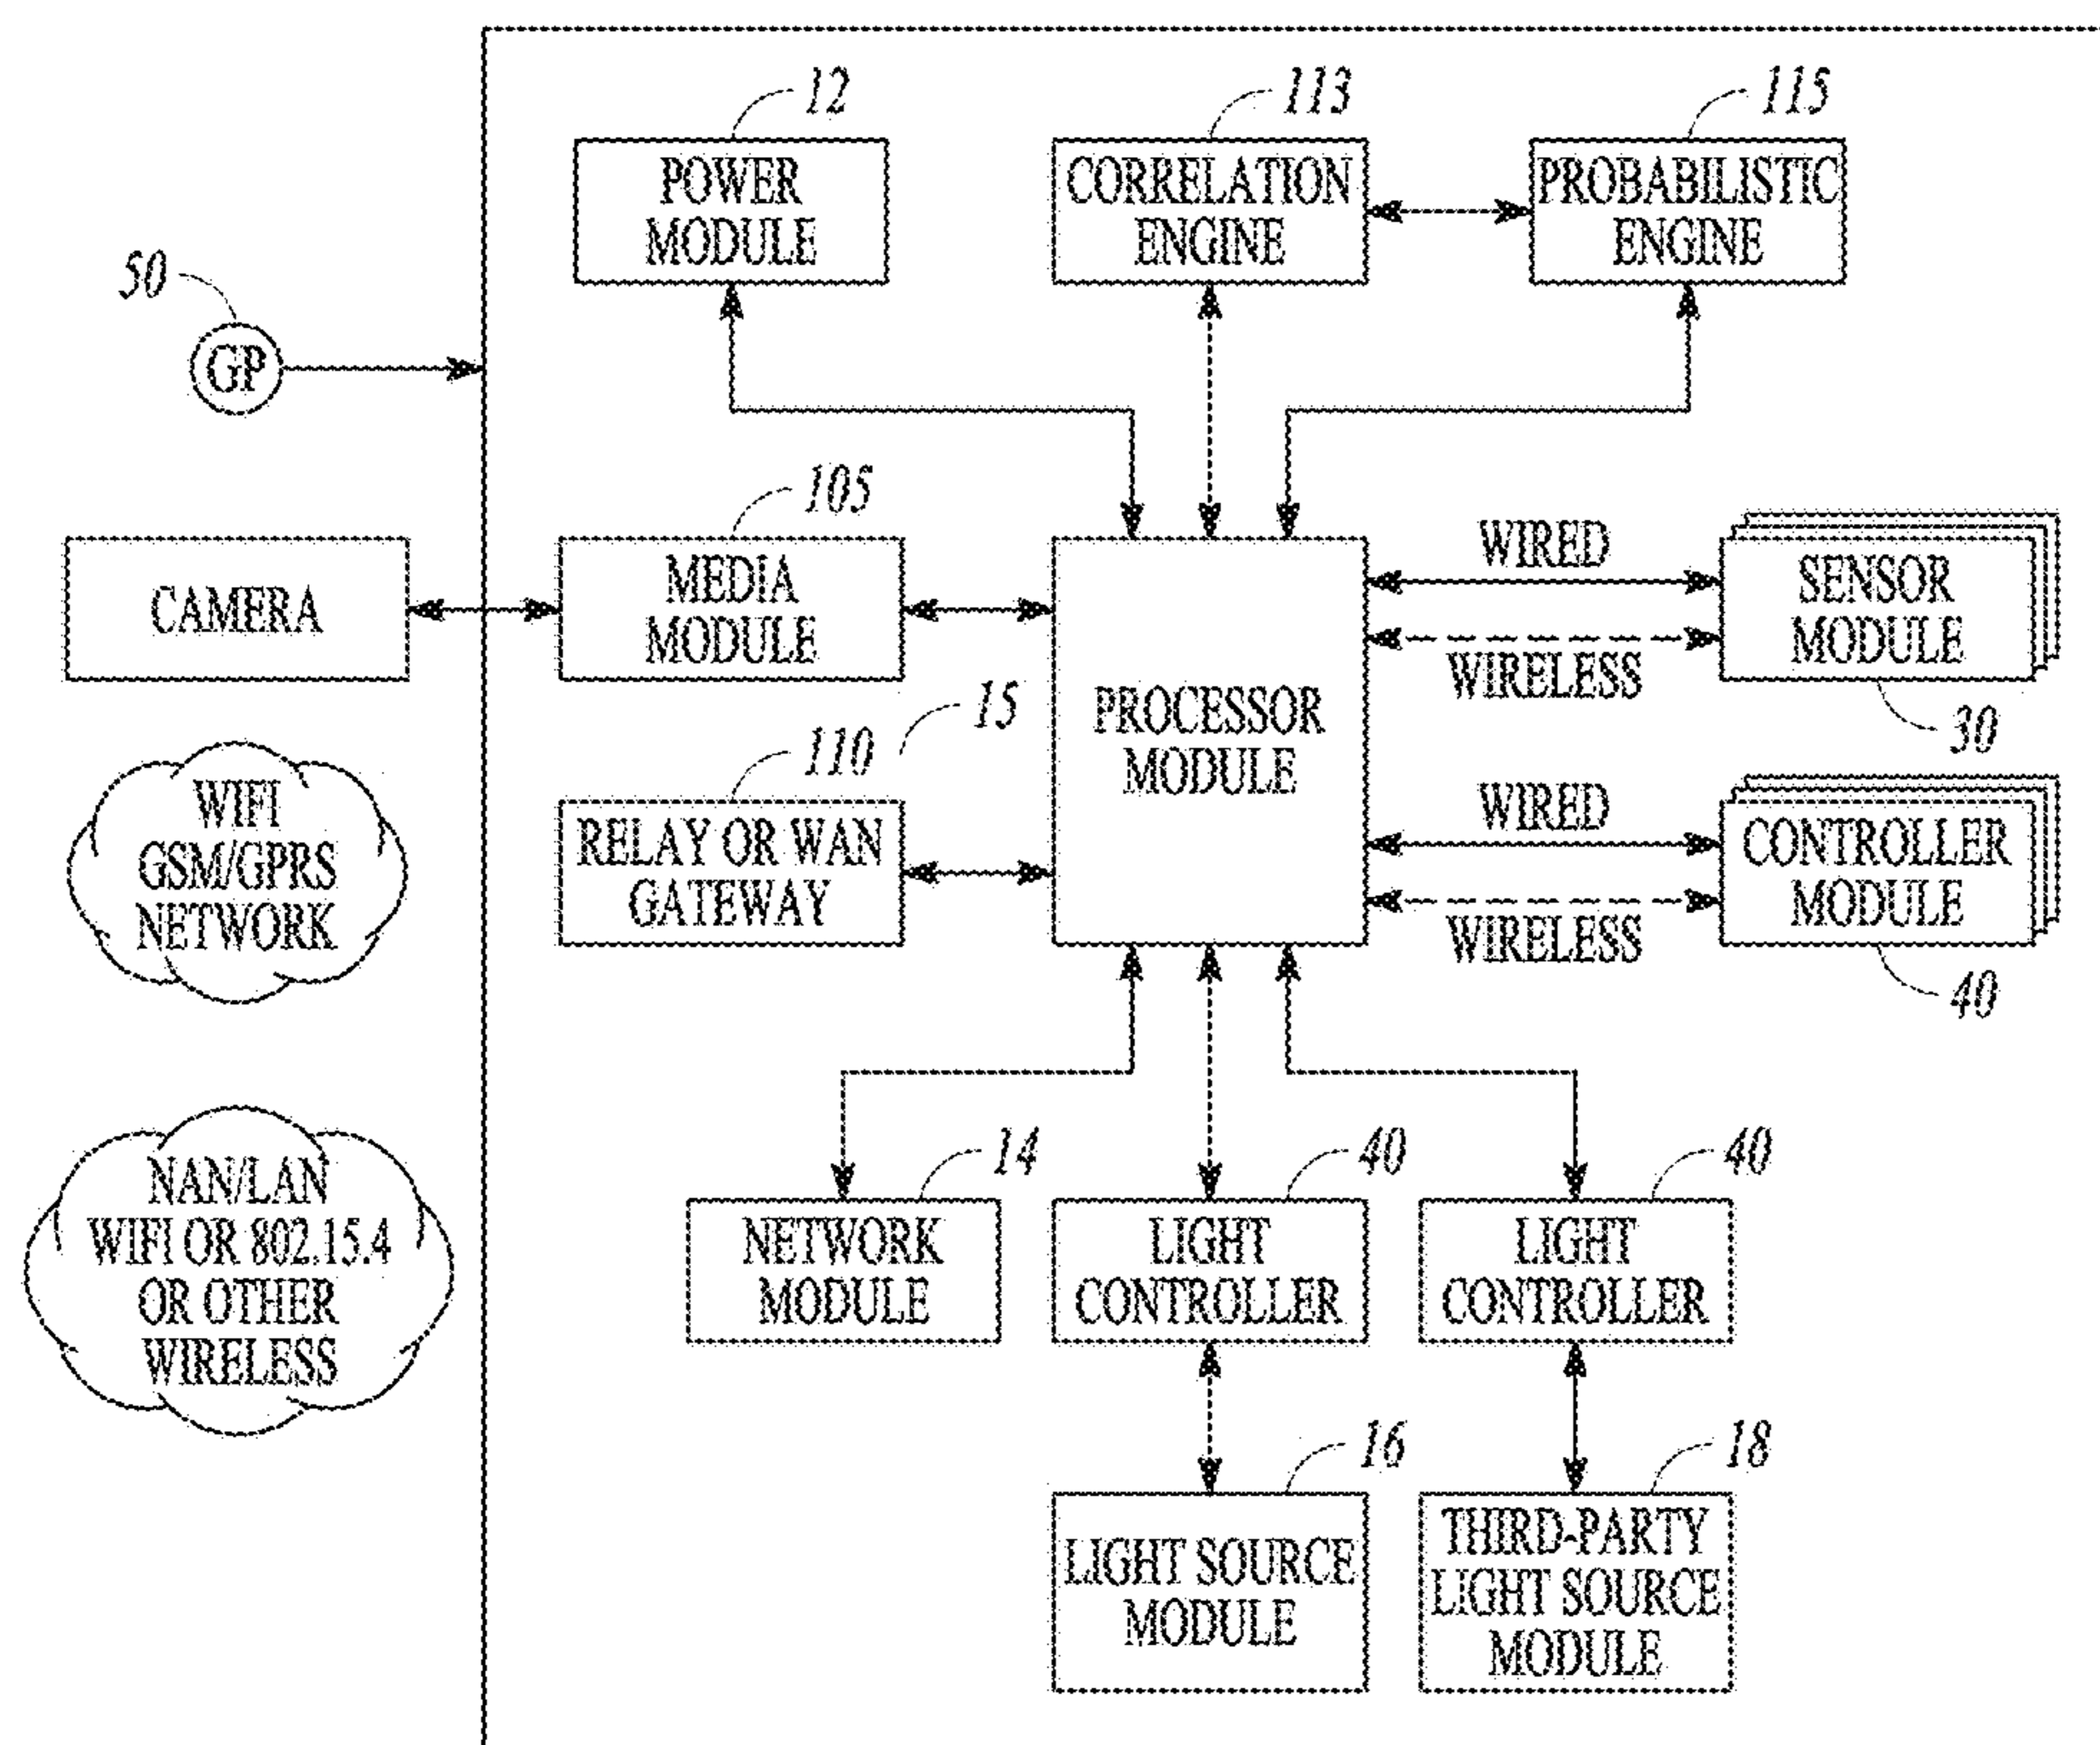 12
113
115
POWER
MODULE
CORRELATION
ENGINE
PROBABILISTIC
ENGINE
50
GP
105
CAMERA
MEDIA
MODULE
WIRED
SENSOR
MODULE
WIRELESS
30
15
PROCESSOR
MODULE
110
RELAY OR WAN
GATEWAY
WIFI
GSM/GPRS
NETWORK
WIRED
CONTROLLER
MODULE
WIRELESS
40
NAN/LAN
WIFI OR 802.15.4
OR OTHER
WIRELESS
14
40
40
NETWORK
MODULE
LIGHT
CONTROLLER
LIGHT
CONTROLLER
16
18
LIGHT SOURCE
MODULE
THIRD-PARTY
LIGHT SOURCE
MODULE